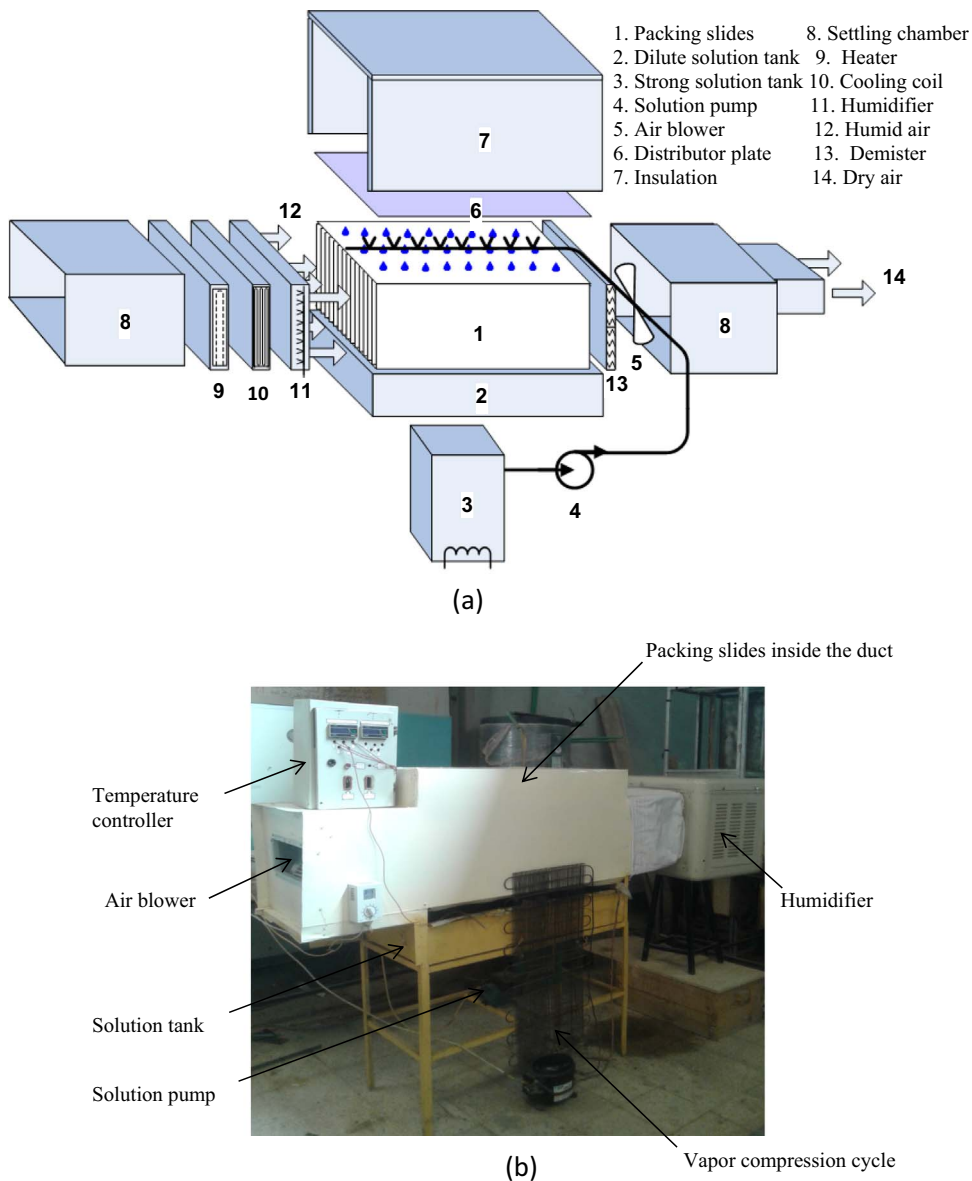 1. Packing slides
2. Dilute solution tank
3. Strong solution tank
4. Solution pump
5. Air blower
6. Distributor plate
7. Insulation
8. Settling chamber
9. Heater
10. Cooling coil
11. Humidifier
12. Humid air
13. Demister
14. Dry air
7
12
6
14
8
1
8
5
9
10
11
13
2
3
4
(a)
Packing slides inside the duct
Temperature
controller
Air blower
Humidifier
Solution tank
Solution pump
Vapor compression cycle
(b)